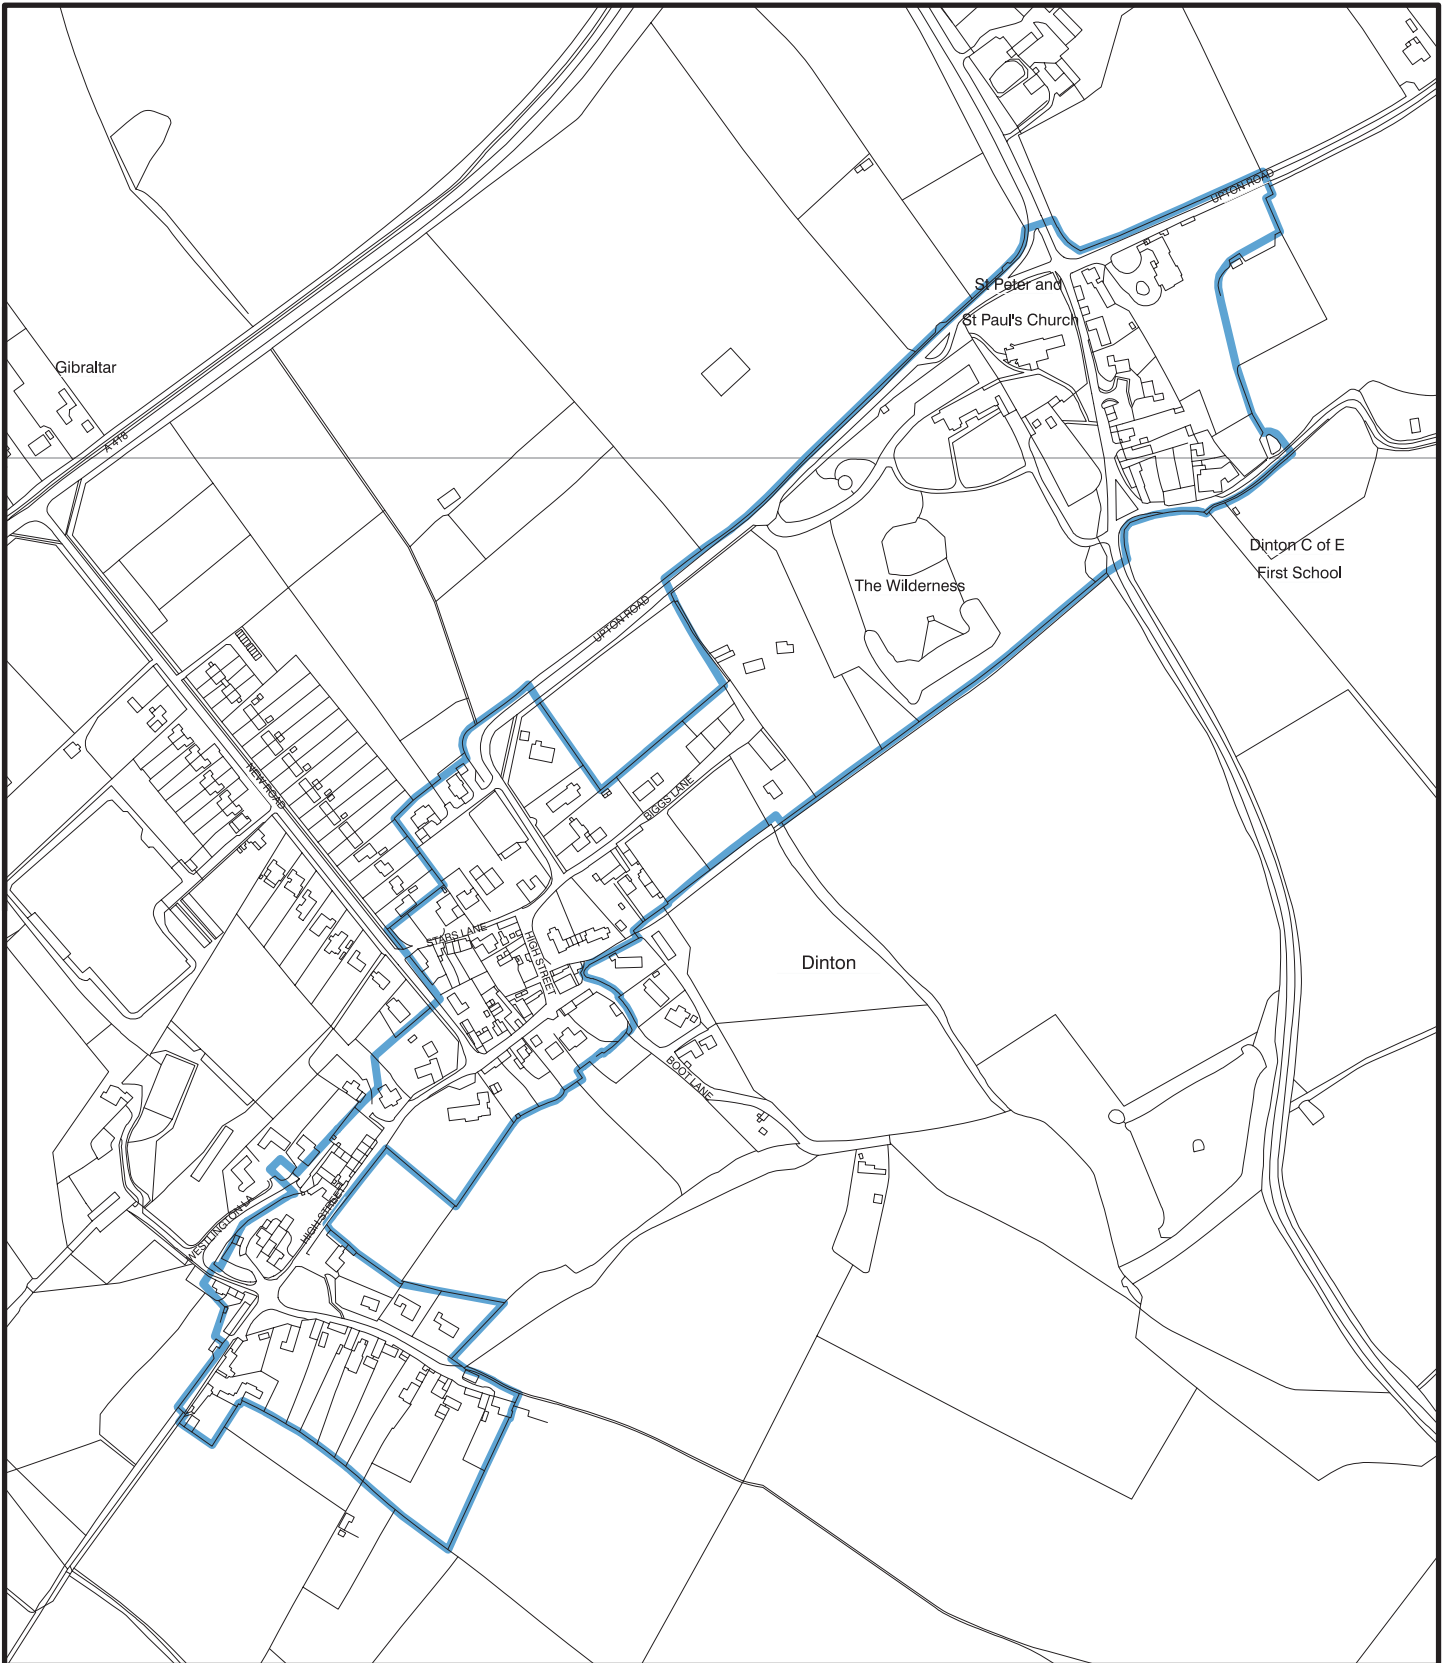 UPTON ROAD
St Peter and
St Paul's Church
Gibraltar
A 418
Dinton C of E
First School
The Wilderness
UPTON ROAD
NEW ROAD
BIGGS LANE
STARS LANE
HIGH STREET
Dinton
BOOT LANE
WESTLINGTON LA
HIGH STREET